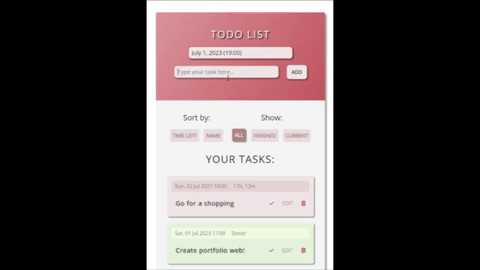 TODO LIST
July 1, 2023 (19:00)
Type your task here...
ADD
Sort by: Show:
TIME LEFT NAME ALL FINISHED CURRENT
YOUR TASKS:
Sun, 02 Jul 2023 10:00 17h, 12m
Go for a shopping EDIT
Sat, 01 Jul 2023 17:00 Done!
Create portfolio web! EDIT